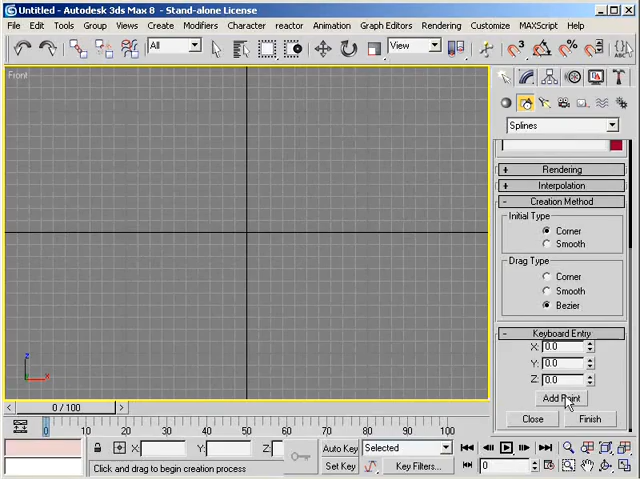 Untitled - Autodesk 3ds Max 8 - Stand-alone License
File Edit Tools Group Views Create Modifiers Character reactor Animation Graph Editors Rendering Customize MAXScript Help
All View
Front
Splines
+ Rendering
+ Interpolation
- Creation Method
Initial Type
Corner
Smooth
Drag Type
Corner
Smooth
Bezier
- Keyboard Entry
X: 0.0
Y: 0.0
Z: 0.0
Add Point
Close Finish
z
x
< 0 / 100 >
0 10 20 30 40 50 60 70 80 90 100
X: Y: Z: Auto Key Selected
Click and drag to begin creation process Set Key Key Filters... 0